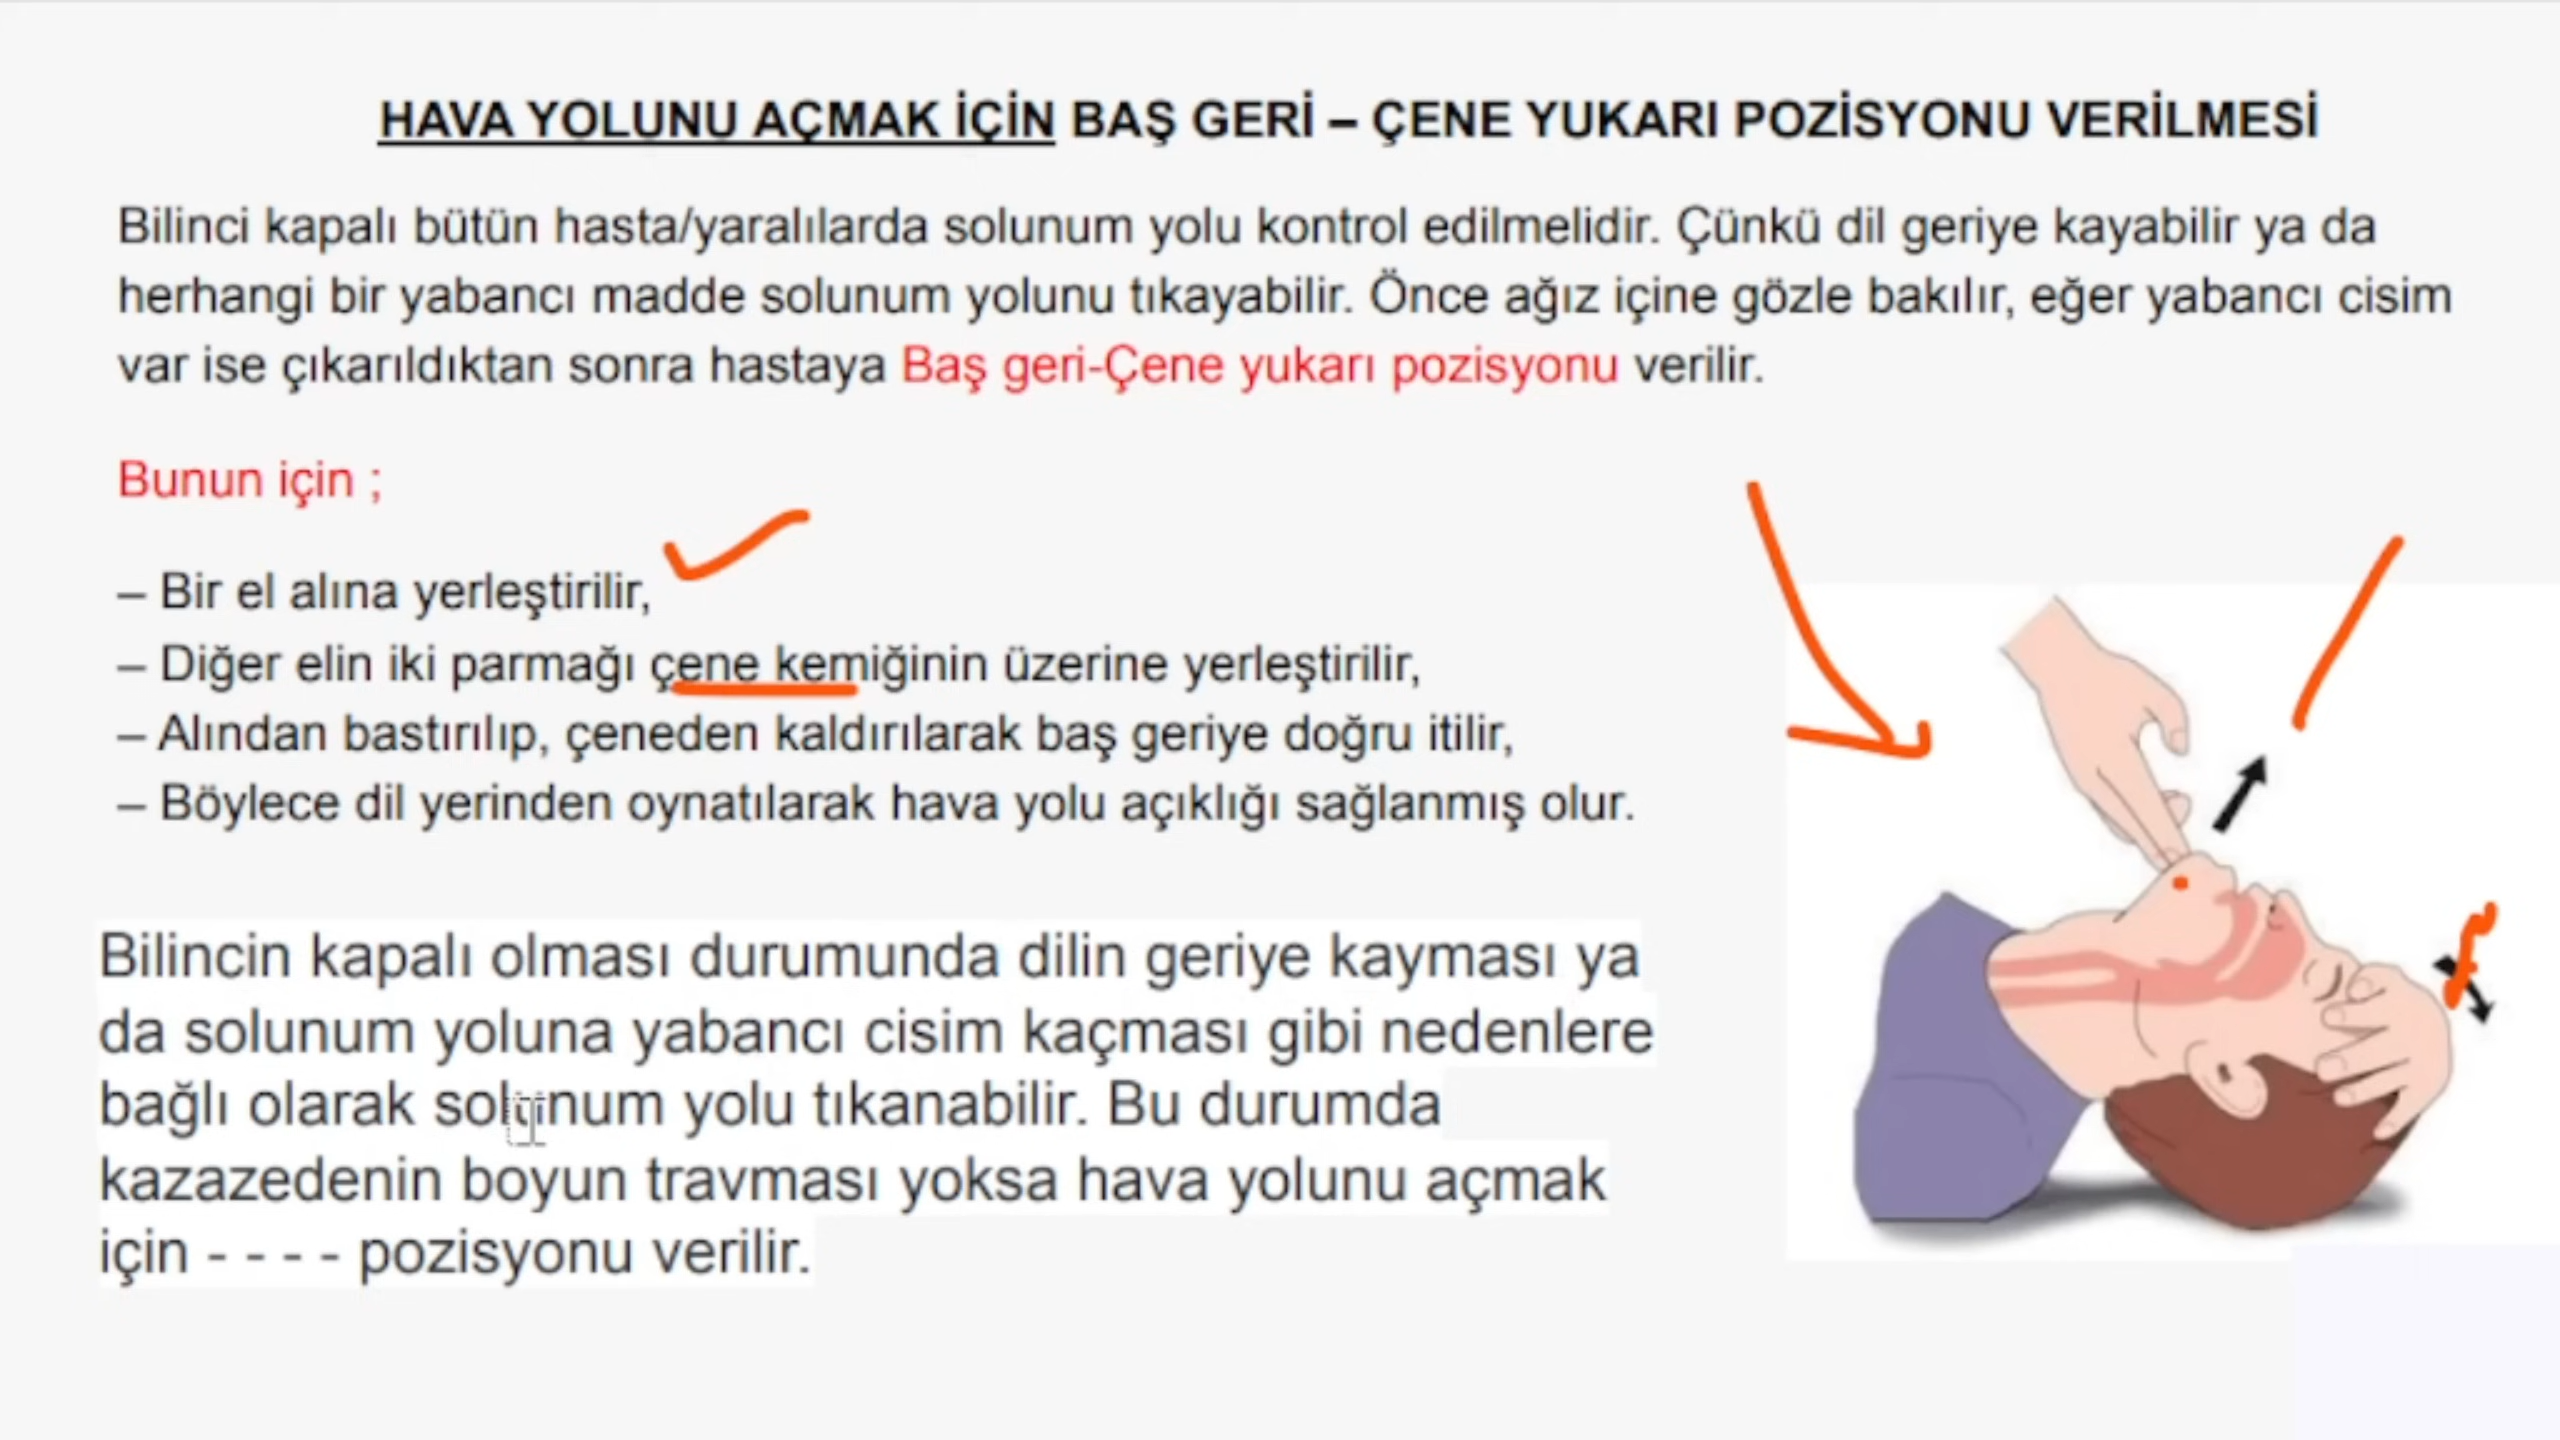 HAVA YOLUNU AÇMAK İÇİN BAŞ GERİ – ÇENE YUKARI POZİSYONU VERİLMESİ
Bilinci kapalı bütün hasta/yaralılarda solunum yolu kontrol edilmelidir. Çünkü dil geriye kayabilir ya da
herhangi bir yabancı madde solunum yolunu tıkayabilir. Önce ağız içine gözle bakılır, eğer yabancı cisim
var ise çıkarıldıktan sonra hastaya Baş geri-Çene yukarı pozisyonu verilir.
Bunun için ;
– Bir el alına yerleştirilir,
– Diğer elin iki parmağı çene kemiğinin üzerine yerleştirilir,
– Alından bastırılıp, çeneden kaldırılarak baş geriye doğru itilir,
– Böylece dil yerinden oynatılarak hava yolu açıklığı sağlanmış olur.
Bilincin kapalı olması durumunda dilin geriye kayması ya
da solunum yoluna yabancı cisim kaçması gibi nedenlere
bağlı olarak solunum yolu tıkanabilir. Bu durumda
kazazedenin boyun travması yoksa hava yolunu açmak
için - - - - pozisyonu verilir.